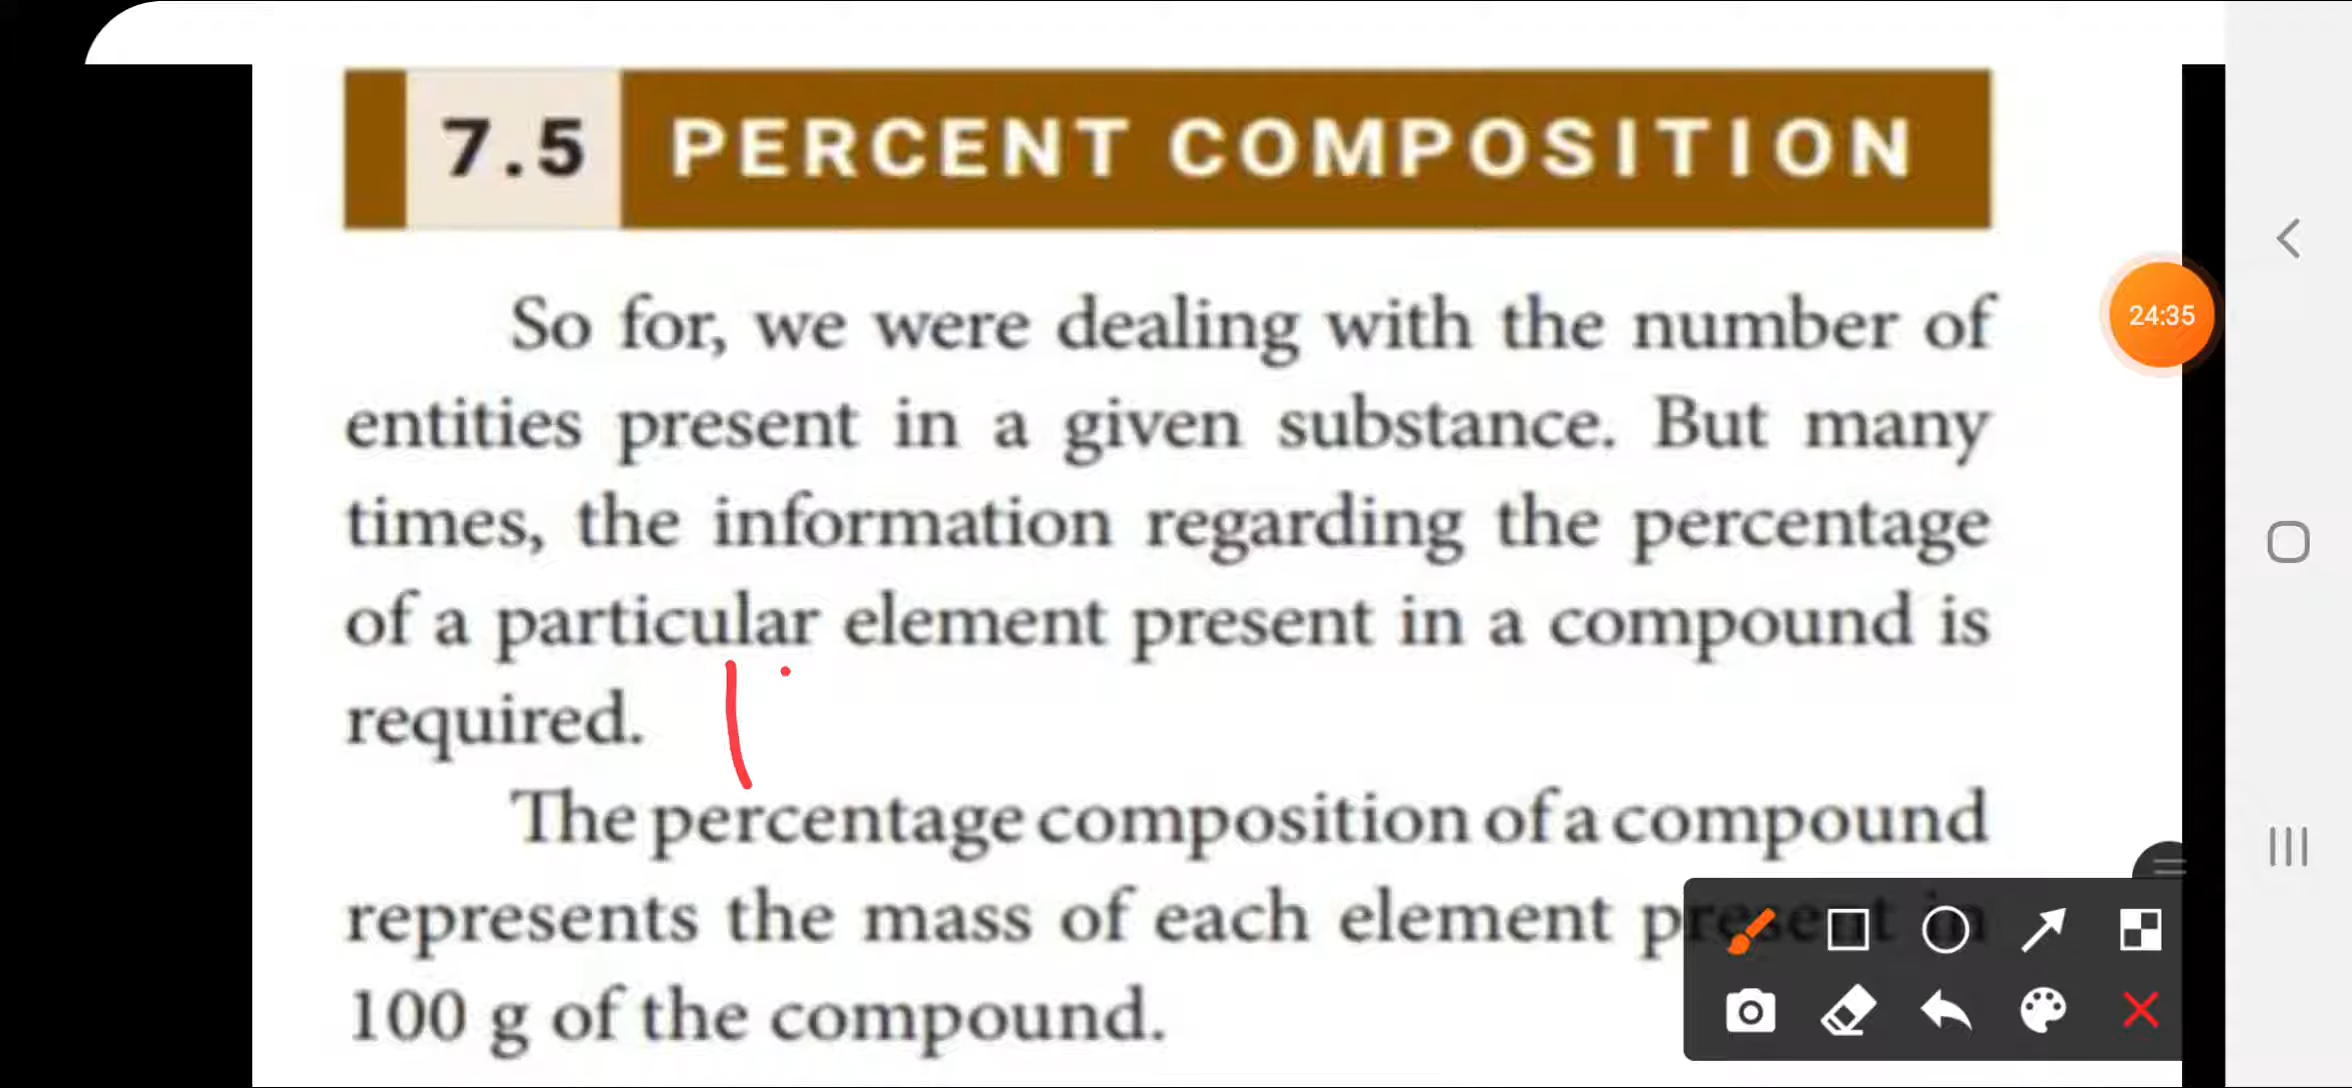 7.5 PERCENT COMPOSITION
So for, we were dealing with the number of
24:35
entities present in a given substance. But many
times, the information regarding the percentage
of a particular element present in a compound is
required.
The percentage composition of a compound
represents the mass of each element present in
100 g of the compound.